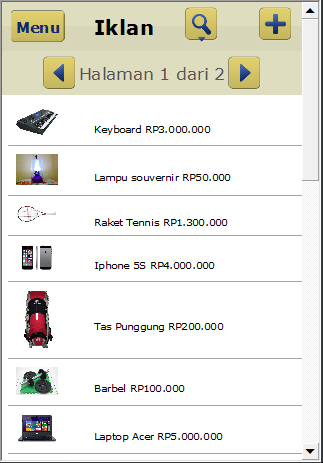 Menu Iklan
Halaman 1 dari 2
Keyboard RP3.000.000
Lampu souvernir RP50.000
Raket Tennis RP1.300.000
Iphone 5S RP4.000.000
Tas Punggung RP200.000
Barbel RP100.000
Laptop Acer RP5.000.000